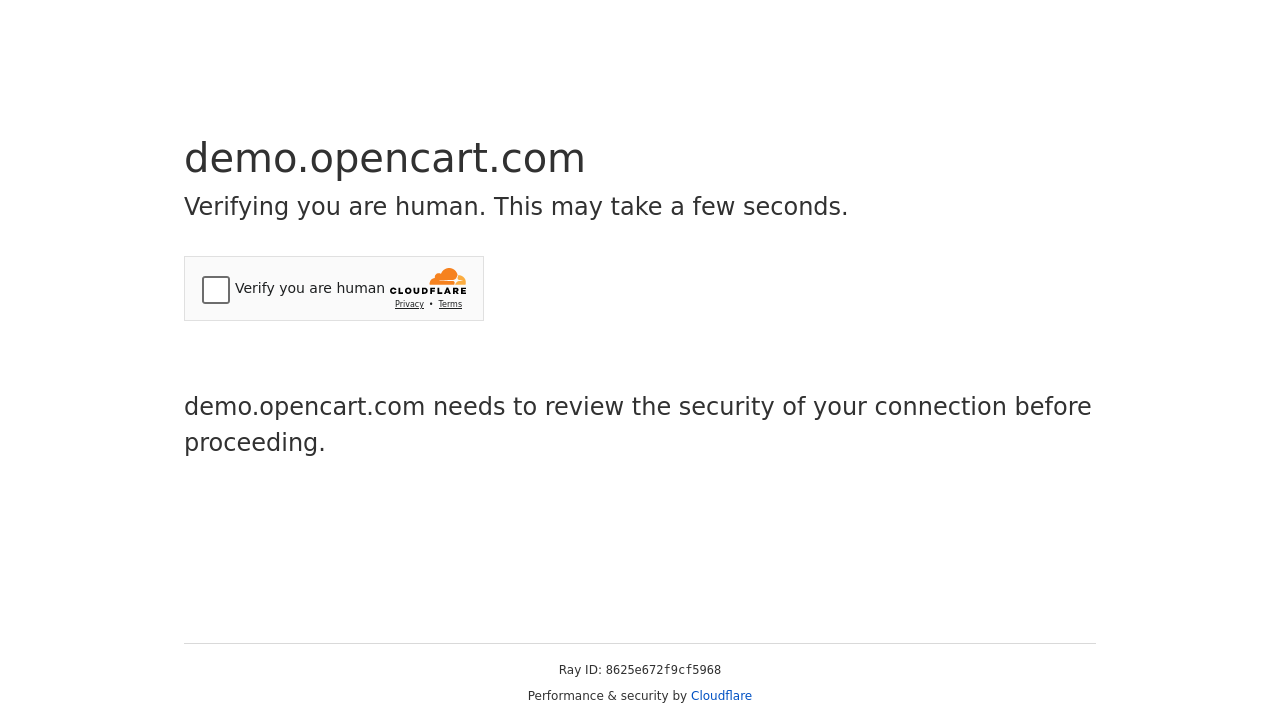 demo.opencart.com
Verifying you are human. This may take a few seconds.
Verify you are human
CLOUDFLARE
Privacy • Terms
demo.opencart.com needs to review the security of your connection before
proceeding.
Ray ID: 8625e672f9cf5968
Performance & security by Cloudflare